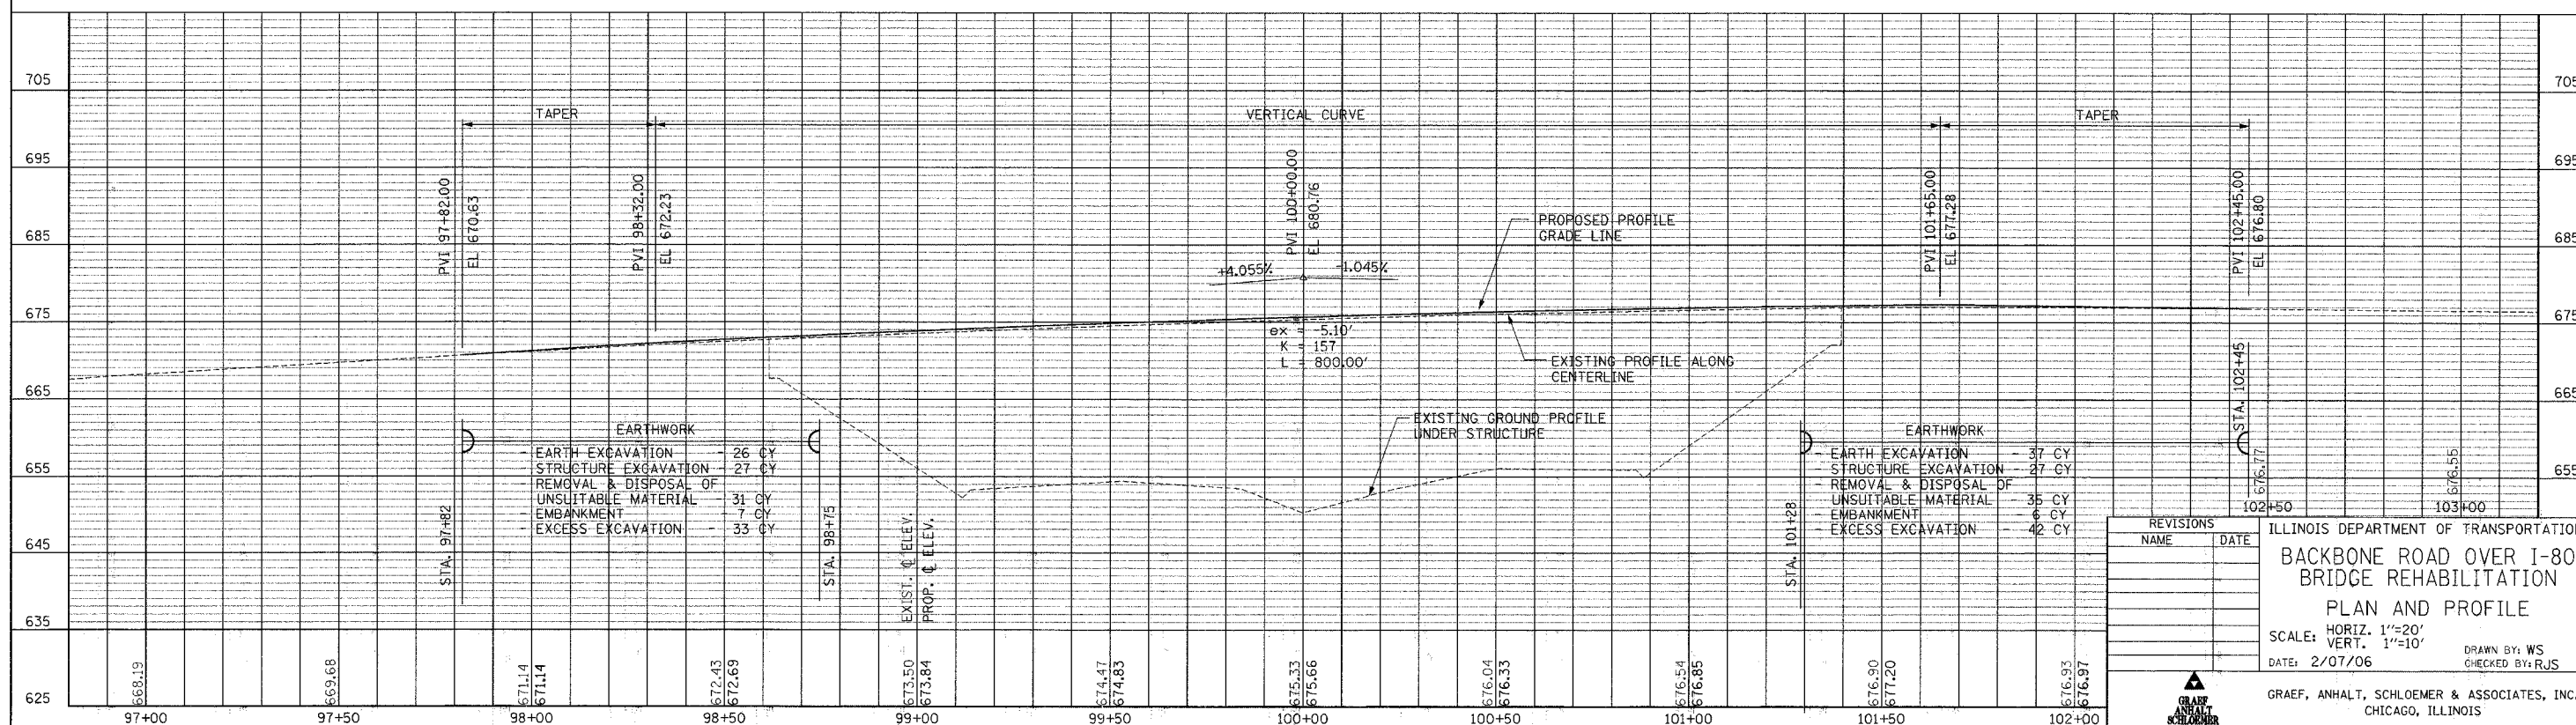 705
695
685
675
665
655
645
635
625
705
695
685
675
665
655
TAPER
VERTICAL CURVE
TAPER
PVI 97+82.00
EL 670.63
PVI 98+32.00
EL 672.23
PVI 100+00.00
EL 680.76
PVI 101+65.00
EL 677.28
PVI 102+45.00
EL 676.80
+4.055%
-1.045%
PROPOSED PROFILE
GRADE LINE
ex = -5.10'
K = 157
L = 800.00'
EXISTING PROFILE ALONG
CENTERLINE
EXISTING GROUND PROFILE
UNDER STRUCTURE
EARTHWORK
- EARTH EXCAVATION - 26 CY
- STRUCTURE EXCAVATION - 27 CY
- REMOVAL & DISPOSAL OF
UNSUITABLE MATERIAL - 31 CY
- EMBANKMENT - 7 CY
- EXCESS EXCAVATION - 33 CY
STA. 97+82
STA. 98+75
EXIST. ℄ ELEV.
PROP. ℄ ELEV.
EARTHWORK
- EARTH EXCAVATION - 37 CY
- STRUCTURE EXCAVATION - 27 CY
- REMOVAL & DISPOSAL OF
UNSUITABLE MATERIAL - 35 CY
- EMBANKMENT - 6 CY
- EXCESS EXCAVATION - 42 CY
STA. 101+28
STA. 102+45
676.77
676.55
102+50
103+00
668.19
669.68
671.14
671.14
672.43
672.69
673.50
673.84
674.47
674.83
675.33
675.66
676.04
676.33
676.54
676.85
676.90
677.20
676.93
676.97
97+00
97+50
98+00
98+50
99+00
99+50
100+00
100+50
101+00
101+50
102+00
REVISIONS
NAME
DATE
ILLINOIS DEPARTMENT OF TRANSPORTATION
BACKBONE ROAD OVER I-80
BRIDGE REHABILITATION
PLAN AND PROFILE
SCALE: HORIZ. 1"=20'
VERT. 1"=10'
DATE: 2/07/06
DRAWN BY: WS
CHECKED BY: RJS
GRAEF
ANHALT
SCHLOEMER
GRAEF, ANHALT, SCHLOEMER & ASSOCIATES, INC.
CHICAGO, ILLINOIS